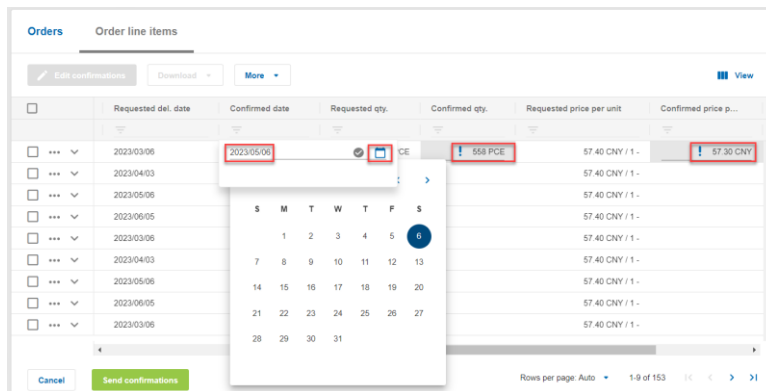 Orders Order line items
Edit confirmations Download More View
Requested del. date Confirmed date Requested qty. Confirmed qty. Requested price per unit Confirmed price p...
2023/03/06 2023/05/06 CE ! 558 PCE 57.40 CNY / 1 - ! 57.30 CNY
2023/04/03 57.40 CNY / 1 -
2023/05/06 57.40 CNY / 1 -
2023/06/05 57.40 CNY / 1 -
2023/03/06 57.40 CNY / 1 -
2023/04/03 57.40 CNY / 1 -
2023/05/06 57.40 CNY / 1 -
2023/06/05 57.40 CNY / 1 -
2023/03/06 57.40 CNY / 1 -
S M T W T F S
1 2 3 4 5 6
7 8 9 10 11 12 13
14 15 16 17 18 19 20
21 22 23 24 25 26 27
28 29 30 31
Cancel Send confirmations Rows per page: Auto 1-9 of 153